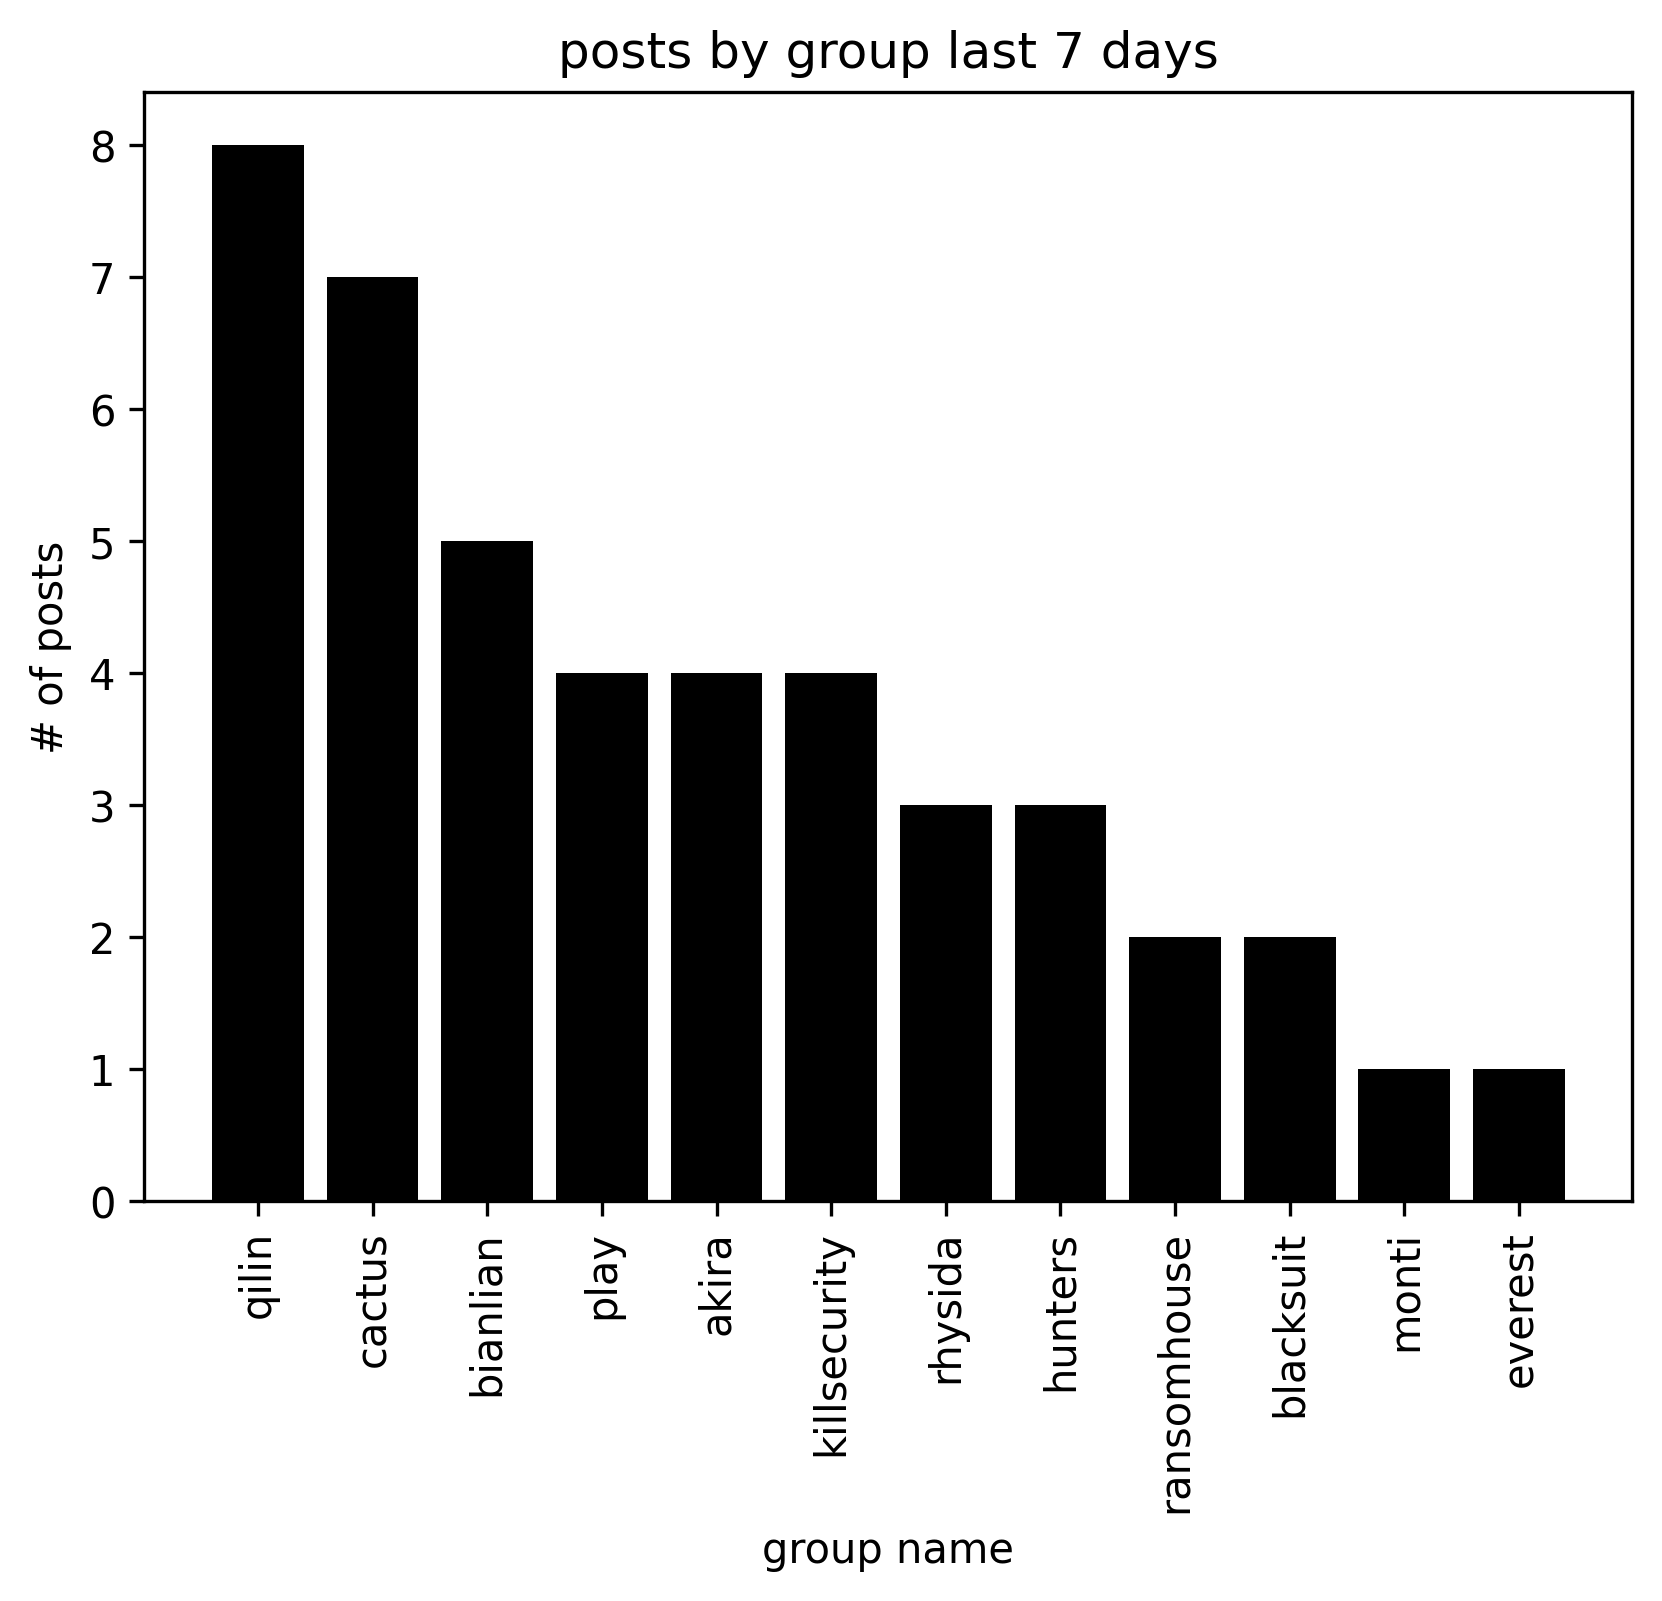 posts by group last 7 days
8
7
6
5
4
3
2
1
0
# of posts
qilin
cactus
bianlian
play
akira
killsecurity
rhysida
hunters
ransomhouse
blacksuit
monti
everest
group name